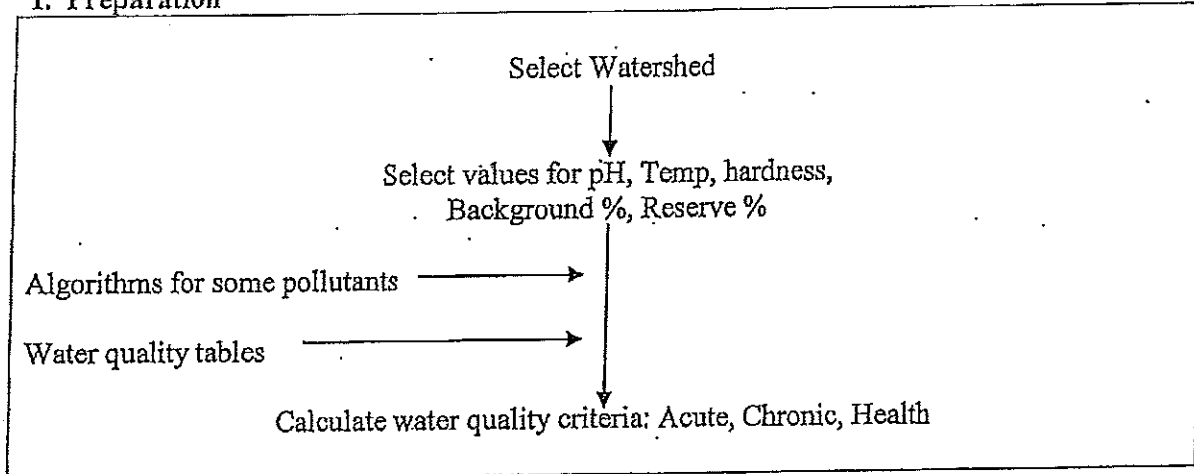 1. Preparation
Select Watershed
Select values for pH, Temp, hardness,
Background %, Reserve %
Algorithms for some pollutants
Water quality tables
Calculate water quality criteria: Acute, Chronic, Health